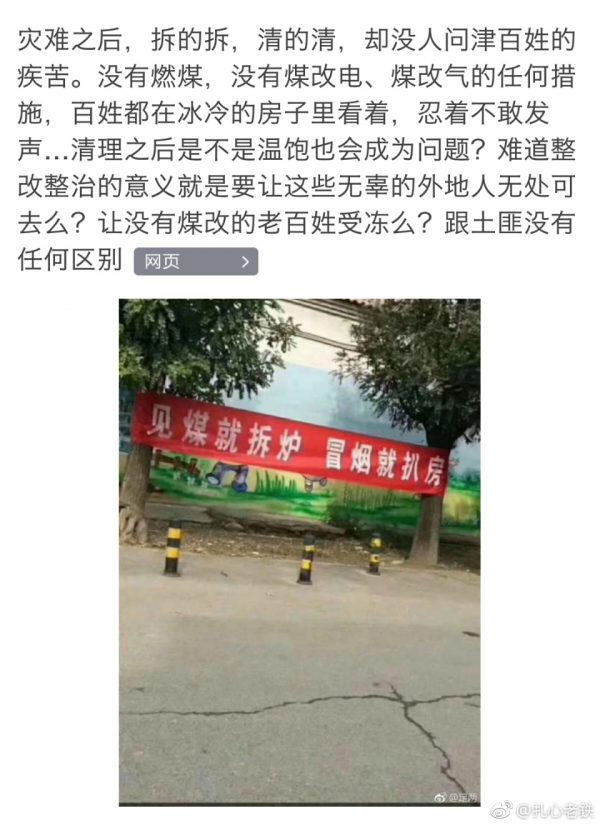 灾难之后，拆的拆，清的清，却没人问津百姓的
疾苦。没有燃煤，没有煤改电、煤改气的任何措
施，百姓都在冰冷的房子里看着，忍着不敢发
声...清理之后是不是温饱也会成为问题？难道整
改整治的意义就是要让这些无辜的外地人无处可
去么？让没有煤改的老百姓受冻么？跟土匪没有
任何区别 网页 >
见煤就拆炉 冒烟就扒房
@扎心老鉄